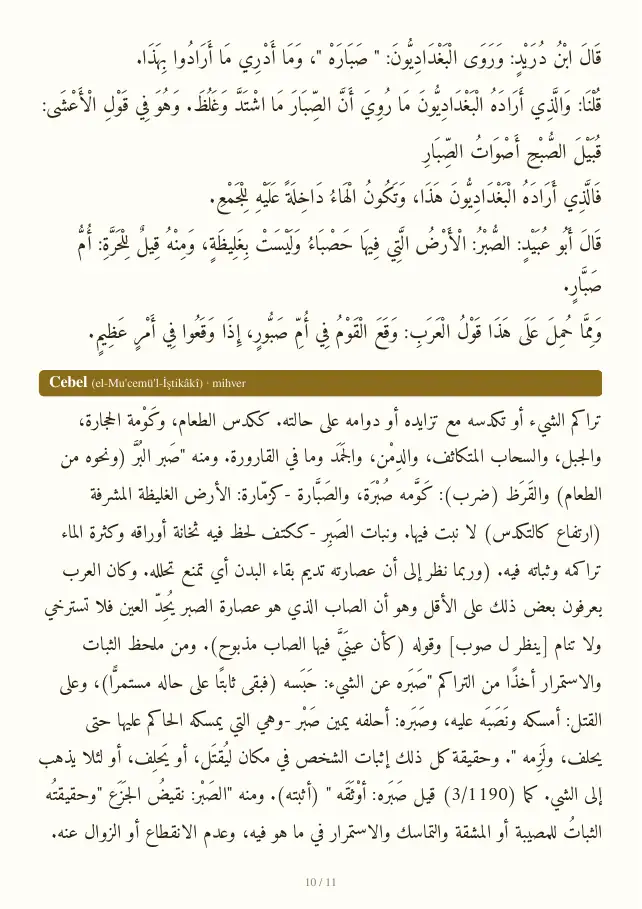 قَالَ ابْنُ دُرَيْدٍ: وَرَوَى الْبَغْدَادِيُّونَ: " صَبَارَهْ "، وَمَا أَدْرِي مَا أَرَادُوا بِهَذَا.
قُلْنَا: وَالَّذِي أَرَادَهُ الْبَغْدَادِيُّونَ مَا رُوِيَ أَنَّ الصِّبَارَ مَا اشْتَدَّ وَغَلُظَ. وَهُوَ فِي قَوْلِ الْأَعْشَى:
قُبَيْلَ الصُّبْحِ أَصْوَاتُ الصِّبَارِ
فَالَّذِي أَرَادَهُ الْبَغْدَادِيُّونَ هَذَا، وَتَكُونُ الْهَاءُ دَاخِلَةً عَلَيْهِ لِلْجَمْعِ.
قَالَ أَبُو عُبَيْدٍ: الصُّبْرُ: الْأَرْضُ الَّتِي فِيهَا حَصْبَاءُ وَلَيْسَتْ بِغَلِيظَةٍ، وَمِنْهُ قِيلَ لِلْحَرَّةِ: أُمُّ
صَبَّارٍ.
وَمِمَّا حُمِلَ عَلَى هَذَا قَوْلُ الْعَرَبِ: وَقَعَ الْقَوْمُ فِي أُمِّ صَبُّورٍ، إِذَا وَقَعُوا فِي أَمْرٍ عَظِيمٍ.
Cebel (el-Mu'cemü'l-İştikâkî) · mihver
تراكم الشيء أو تكدسه مع تزايده أو دوامه على حالته. ككدس الطعام، وكَوْمة الحجارة،
والجبل، والسحاب المتكاثف، والدِمْن، والجَمَد وما في القارورة. ومنه "صَبر البُرَّ (ونحوه من
الطعام) والقَرَظ (ضرب): كَوَّمه صُبْرَة، والصَبَّارة -كزمّارة: الأرض الغليظة المشرفة
(ارتفاع كالتكدس) لا نبت فيها. ونبات الصَبِر -ككتف لحظ فيه ثخانة أوراقه وكثرة الماء
تراكمه وثباته فيه. (وربما نظر إلى أن عصارته تديم بقاء البدن أي تمنع تحلله. وكان العرب
يعرفون بعض ذلك على الأقل وهو أن الصاب الذي هو عصارة الصبر يُحِدّ العين فلا تسترخي
ولا تنام [ينظر ل صوب] وقوله (كأن عينَيَّ فيها الصاب مذبوح). ومن ملحظ الثبات
والاستمرار أخذًا من التراكم "صَبَره عن الشيء: حَبَسه (فبقى ثابتًا على حاله مستمرًّا)، وعلى
القتل: أمسكه ونَصَبَه عليه، وصَبَره: أحلفه يمين صَبْر -وهي التي يمسكه الحاكم عليها حتى
يحلف، ولَزِمه ". وحقيقة كل ذلك إثبات الشخص في مكان ليُقتَل، أو يَحلِف، أو لئلا يذهب
إلى الشي. كما (3/1190) قيل صَبَره: أوْثَقَه " (أثبته). ومنه "الصَبْر: نقيضُ الجَزَع "وحقيقتُه
الثباتُ للمصيبة أو المشقة والتماسك والاستمرار في ما هو فيه، وعدم الانقطاع أو الزوال عنه.
10 / 11